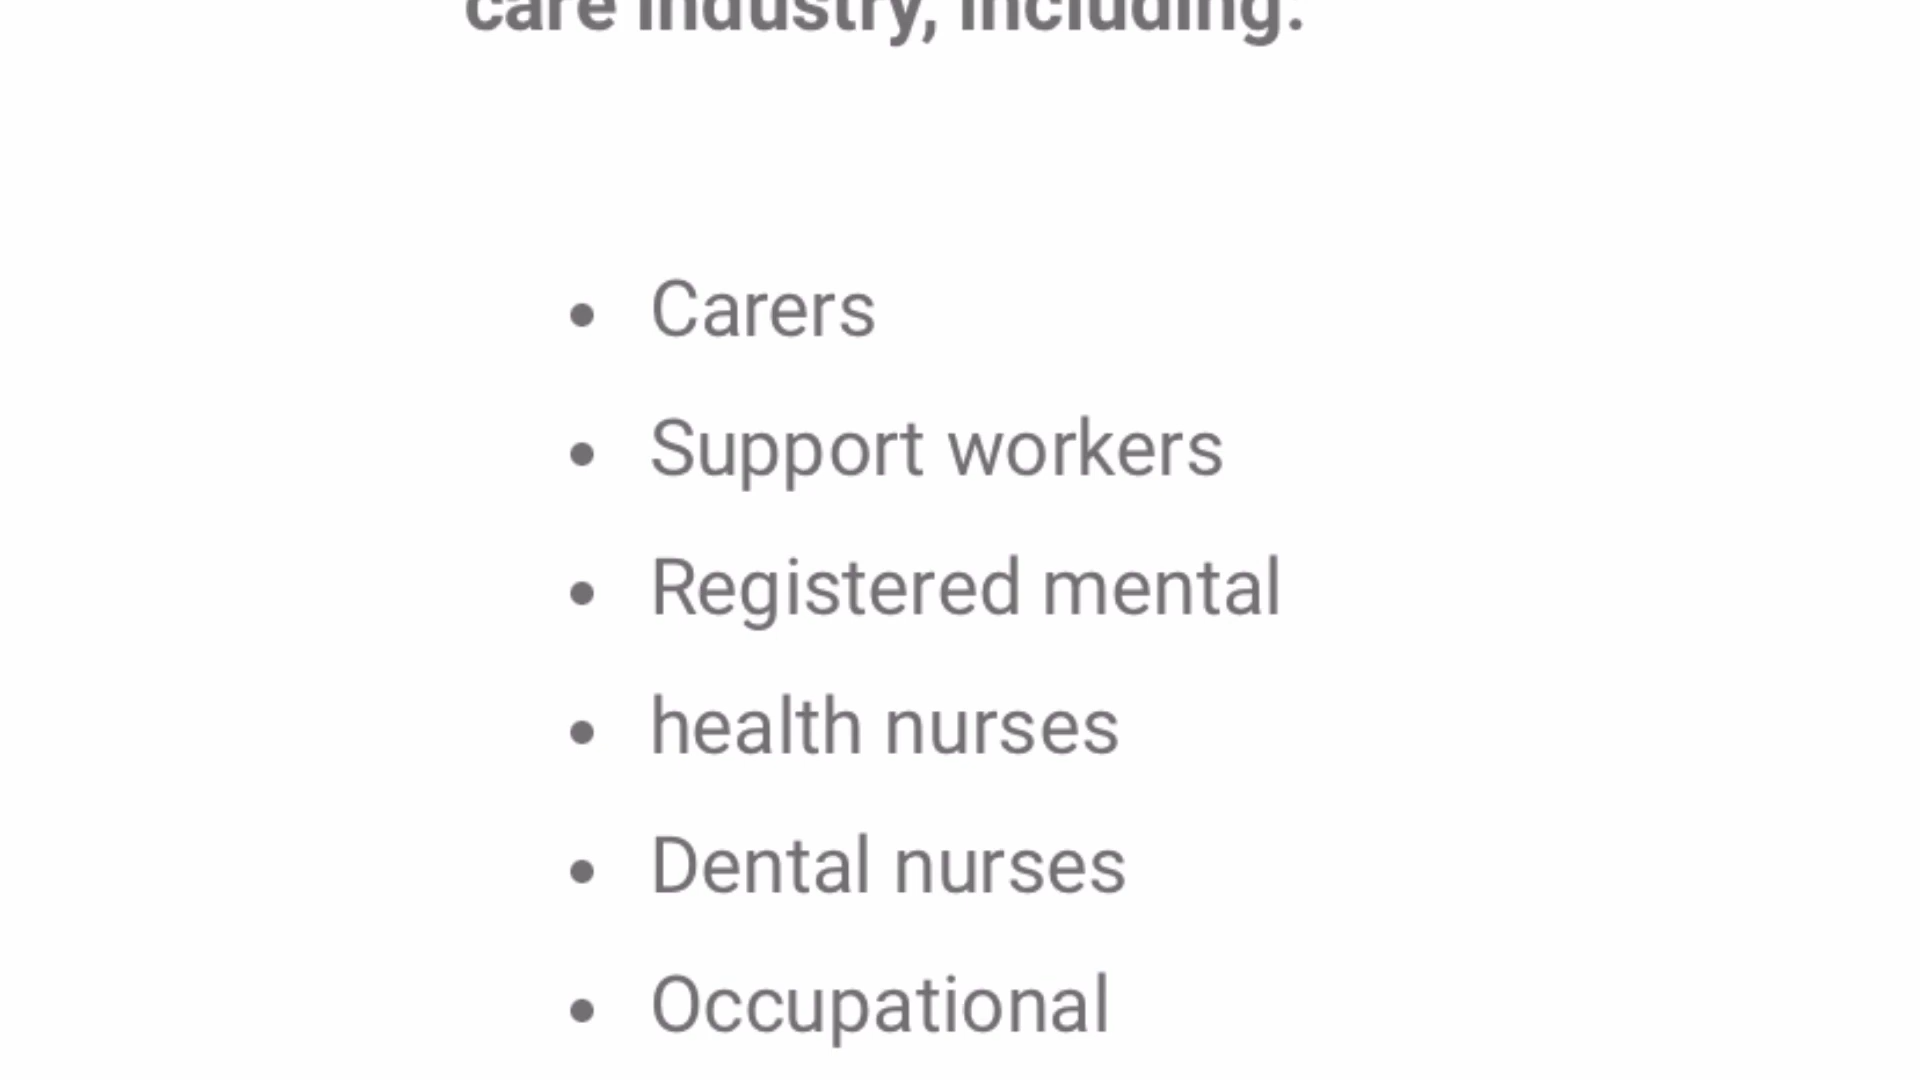 care industry, including:
• Carers
• Support workers
• Registered mental
• health nurses
• Dental nurses
• Occupational